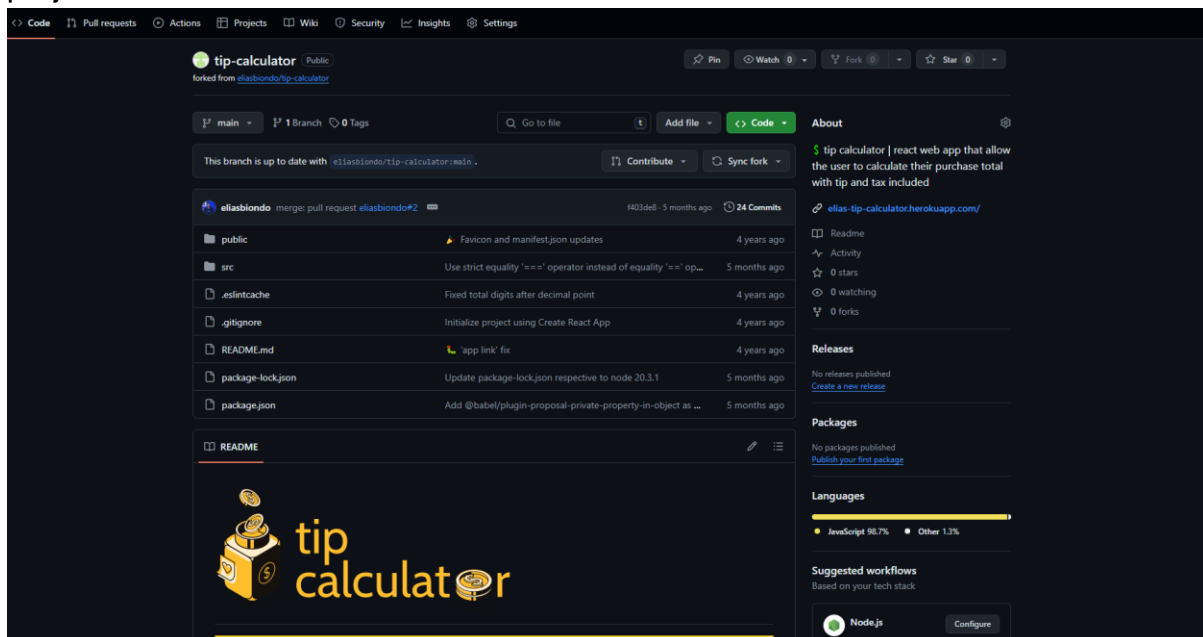 Code Pull requests Actions Projects Wiki Security Insights Settings
tip-calculator Public
Pin Watch 0 Fork 0 Star 0
forked from eliasbiondo/tip-calculator
main 1 Branch 0 Tags Go to file t Add file Code
This branch is up to date with eliasbiondo/tip-calculator:main .
Contribute Sync fork
eliasbiondo merge: pull request eliasbiondo#2 f403de8 · 5 months ago 24 Commits
public Favicon and manifest.json updates 4 years ago
src Use strict equality '===' operator instead of equality '==' op... 5 months ago
.eslintcache Fixed total digits after decimal point 4 years ago
.gitignore Initialize project using Create React App 4 years ago
README.md 'app link' fix 4 years ago
package-lock.json Update package-lock.json respective to node 20.3.1 5 months ago
package.json Add @babel/plugin-proposal-private-property-in-object as ... 5 months ago
README
tip
calculator
About
$ tip calculator | react web app that allow
the user to calculate their purchase total
with tip and tax included
elias-tip-calculator.herokuapp.com/
Readme
Activity
0 stars
0 watching
0 forks
Releases
No releases published
Create a new release
Packages
No packages published
Publish your first package
Languages
JavaScript 98.7% Other 1.3%
Suggested workflows
Based on your tech stack
Node.js Configure